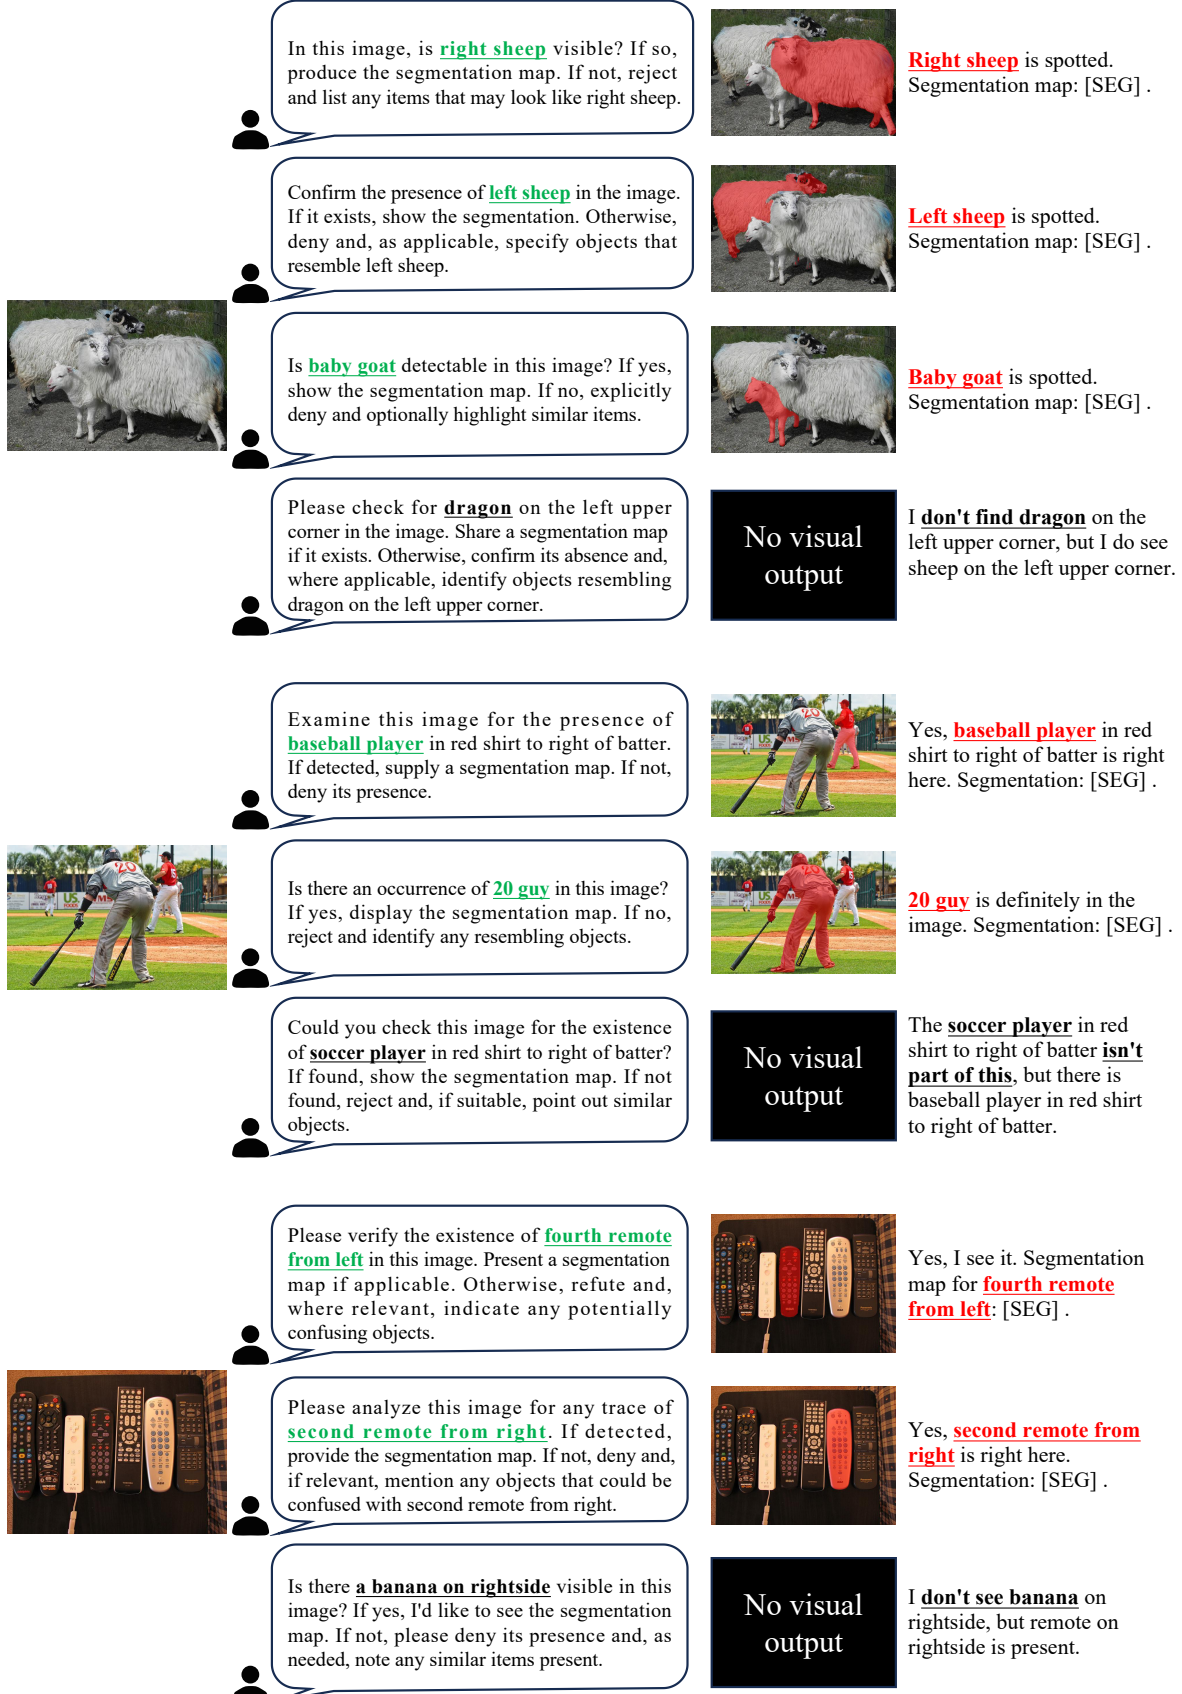 In this image, is right sheep visible? If so,
produce the segmentation map. If not, reject
and list any items that may look like right sheep.
Right sheep is spotted.
Segmentation map: [SEG] .
Confirm the presence of left sheep in the image.
If it exists, show the segmentation. Otherwise,
deny and, as applicable, specify objects that
resemble left sheep.
Left sheep is spotted.
Segmentation map: [SEG] .
Is baby goat detectable in this image? If yes,
show the segmentation map. If no, explicitly
deny and optionally highlight similar items.
Baby goat is spotted.
Segmentation map: [SEG] .
Please check for dragon on the left upper
corner in the image. Share a segmentation map
if it exists. Otherwise, confirm its absence and,
where applicable, identify objects resembling
dragon on the left upper corner.
No visual
output
I don't find dragon on the
left upper corner, but I do see
sheep on the left upper corner.
Examine this image for the presence of
baseball player in red shirt to right of batter.
If detected, supply a segmentation map. If not,
deny its presence.
Yes, baseball player in red
shirt to right of batter is right
here. Segmentation: [SEG] .
Is there an occurrence of 20 guy in this image?
If yes, display the segmentation map. If no,
reject and identify any resembling objects.
20 guy is definitely in the
image. Segmentation: [SEG] .
Could you check this image for the existence
of soccer player in red shirt to right of batter?
If found, show the segmentation map. If not
found, reject and, if suitable, point out similar
objects.
No visual
output
The soccer player in red
shirt to right of batter isn't
part of this, but there is
baseball player in red shirt
to right of batter.
Please verify the existence of fourth remote
from left in this image. Present a segmentation
map if applicable. Otherwise, refute and,
where relevant, indicate any potentially
confusing objects.
Yes, I see it. Segmentation
map for fourth remote
from left: [SEG] .
Please analyze this image for any trace of
second remote from right. If detected,
provide the segmentation map. If not, deny and,
if relevant, mention any objects that could be
confused with second remote from right.
Yes, second remote from
right is right here.
Segmentation: [SEG] .
Is there a banana on rightside visible in this
image? If yes, I'd like to see the segmentation
map. If not, please deny its presence and, as
needed, note any similar items present.
No visual
output
I don't see banana on
rightside, but remote on
rightside is present.